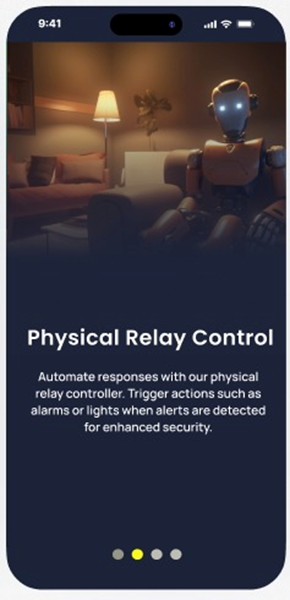 9:41
Physical Relay Control
Automate responses with our physical
relay controller. Trigger actions such as
alarms or lights when alerts are detected
for enhanced security.